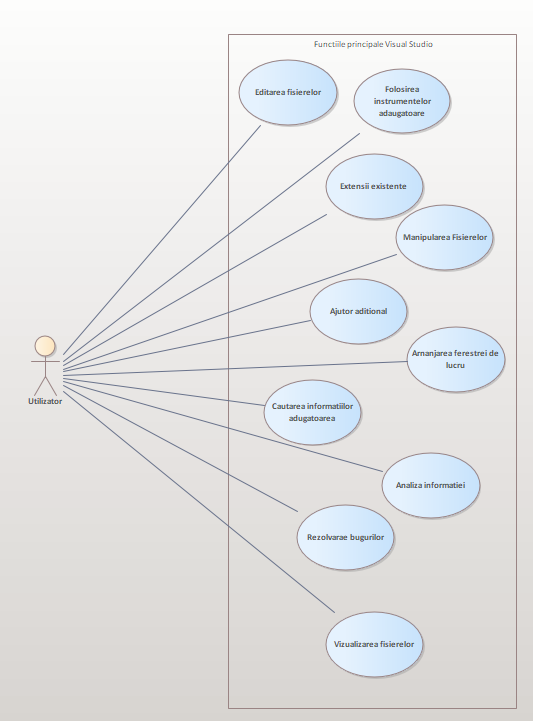 Functiile principale Visual Studio
Editarea fisierelor
Folosirea
instrumentelor
adaugatoare
Extensii existente
Manipularea Fisierelor
Ajutor aditional
Arnanjarea ferestrei de
lucru
Utilizator
Cautarea informatiilor
adugatoarea
Analiza informatiei
Rezolvarae bugurilor
Vizualizarea fisierelor